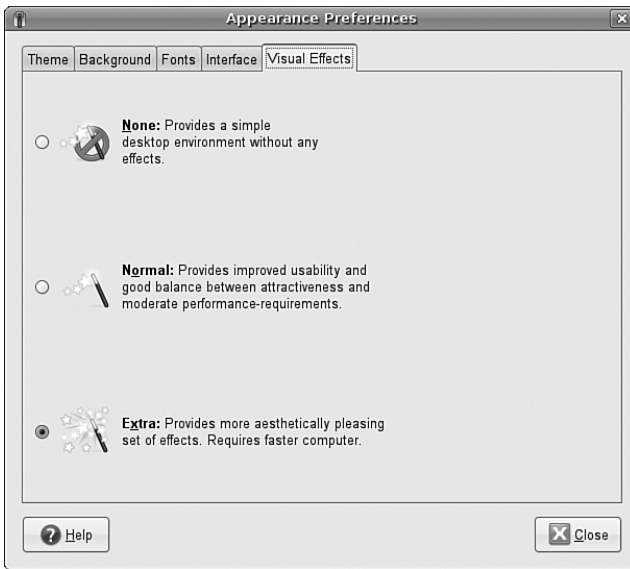 Appearance Preferences
Theme Background Fonts Interface Visual Effects
None: Provides a simple
desktop environment without any
effects.
Normal: Provides improved usability and
good balance between attractiveness and
moderate performance-requirements.
Extra: Provides more aesthetically pleasing
set of effects. Requires faster computer.
Help Close